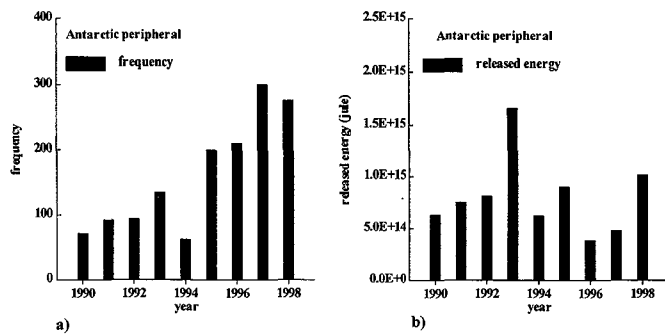 400
300
200
100
0
frequency
Antarctic peripheral
frequency
1990 1992 1994 1996 1998
year
a)
2.5E+15
2.0E+15
1.5E+15
1.0E+15
5.0E+14
0.0E+0
released energy (jule)
Antarctic peripheral
released energy
1990 1992 1994 1996 1998
year
b)